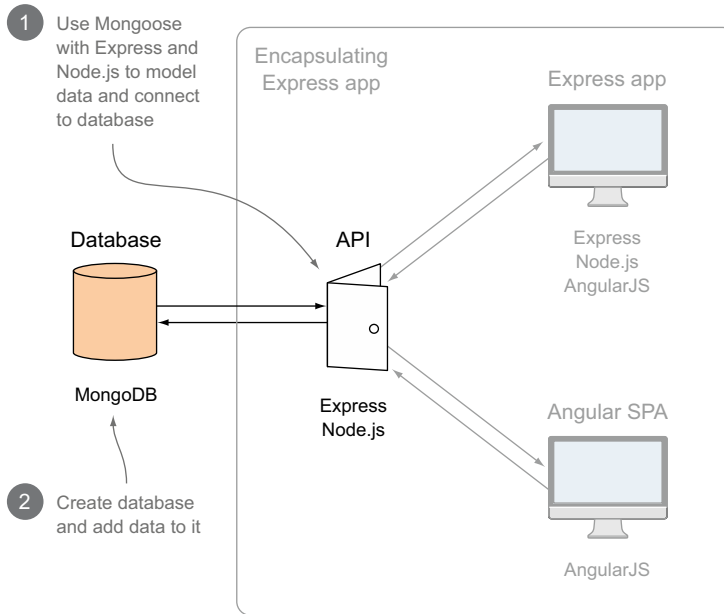 1
Use Mongoose
with Express and
Node.js to model
data and connect
to database
Encapsulating
Express app
Express app
Database
API
Express
Node.js
AngularJS
MongoDB
Express
Node.js
Angular SPA
2
Create database
and add data to it
AngularJS